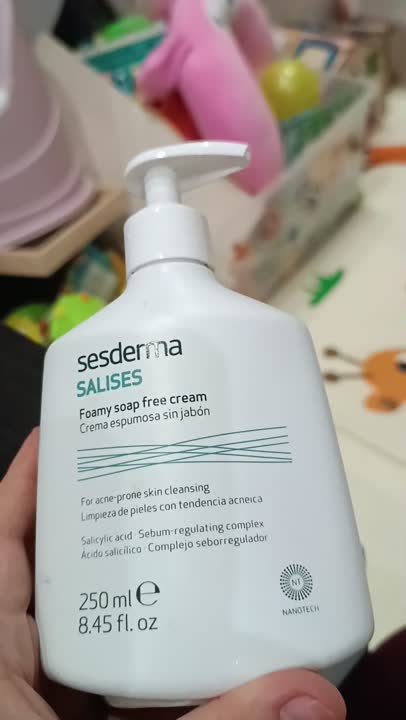 sesderma
SALISES
Foamy soap free cream
Crema espumosa sin jabón
For acne-prone skin cleansing
Limpieza de pieles con tendencia acneica
Salicylic acid · Sebum-regulating complex
Ácido salicílico · Complejo seborregulador
250 ml e
8.45 fl. oz
NT
NANOTECH